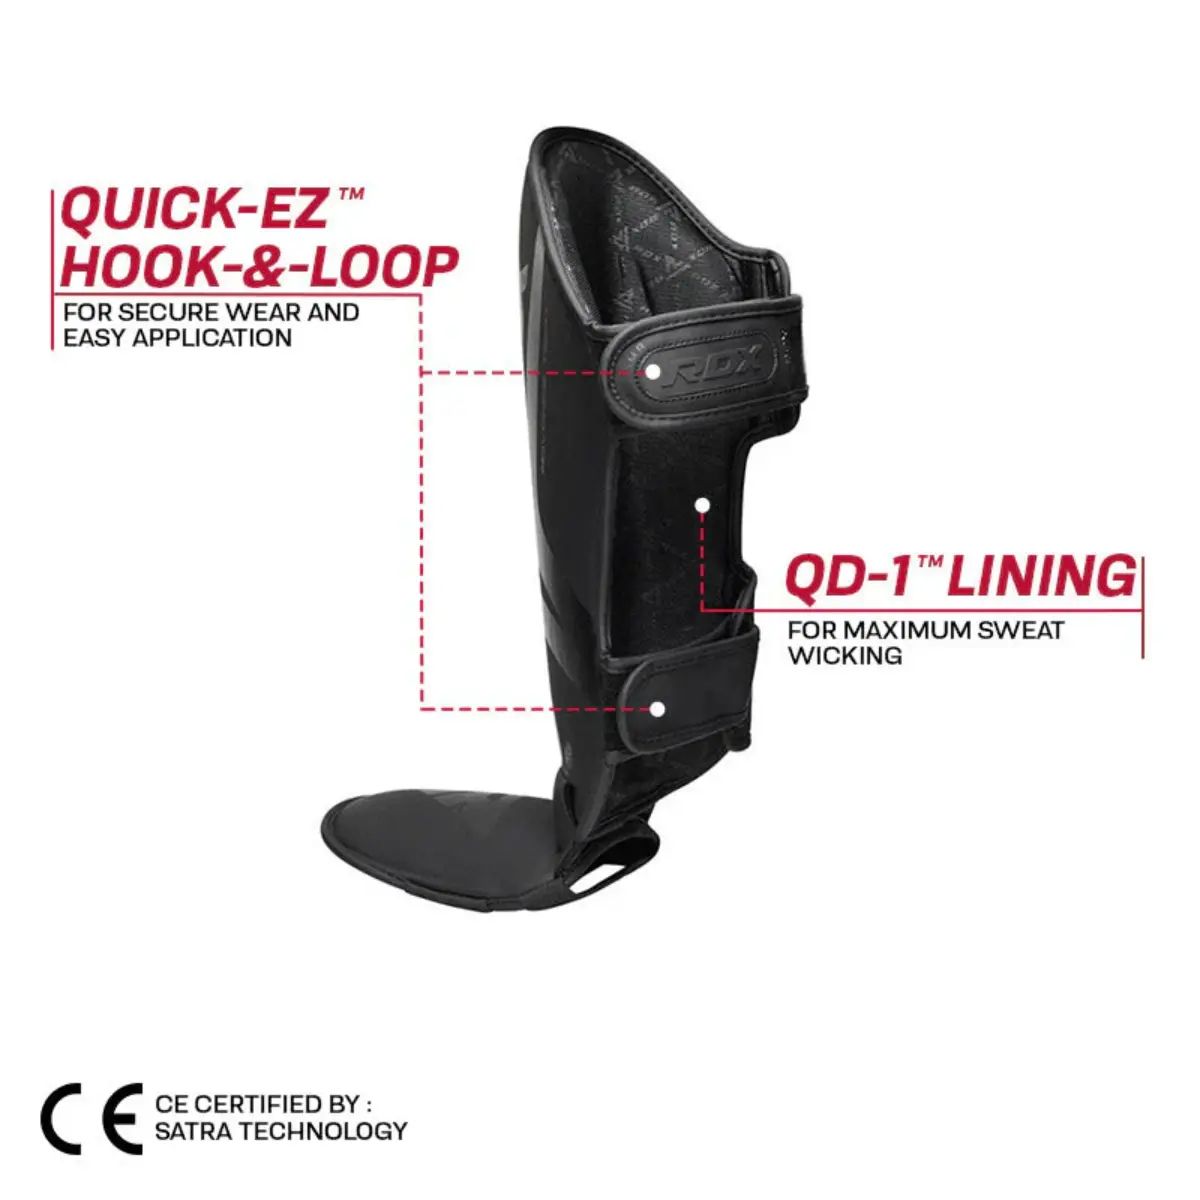 QUICK-EZ™
HOOK-&-LOOP
FOR SECURE WEAR AND
EASY APPLICATION
RDX
QD-1™ LINING
FOR MAXIMUM SWEAT
WICKING
CE CE CERTIFIED BY :
SATRA TECHNOLOGY